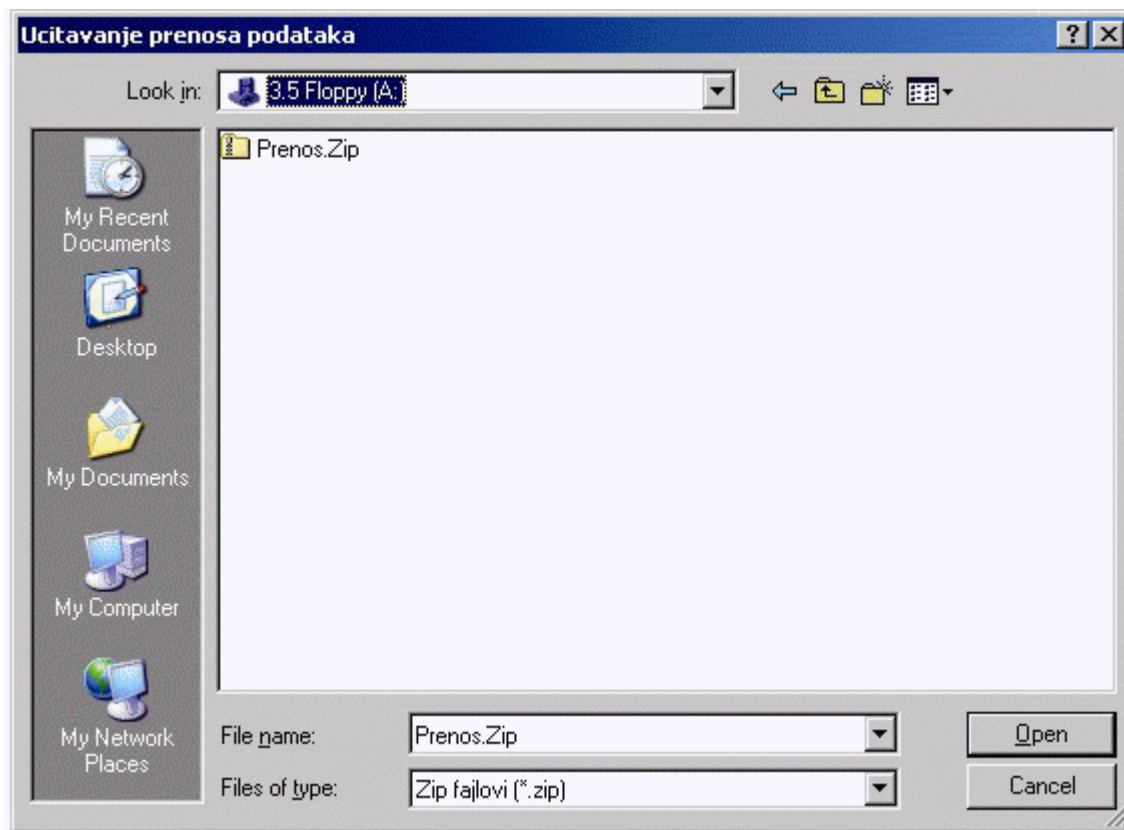 Ucitavanje prenosa podataka
Look in:
3.5 Floppy (A:)
Prenos.Zip
My Recent
Documents
Desktop
My Documents
My Computer
My Network
Places
File name:
Prenos.Zip
Open
Files of type:
Zip fajlovi (*.zip)
Cancel